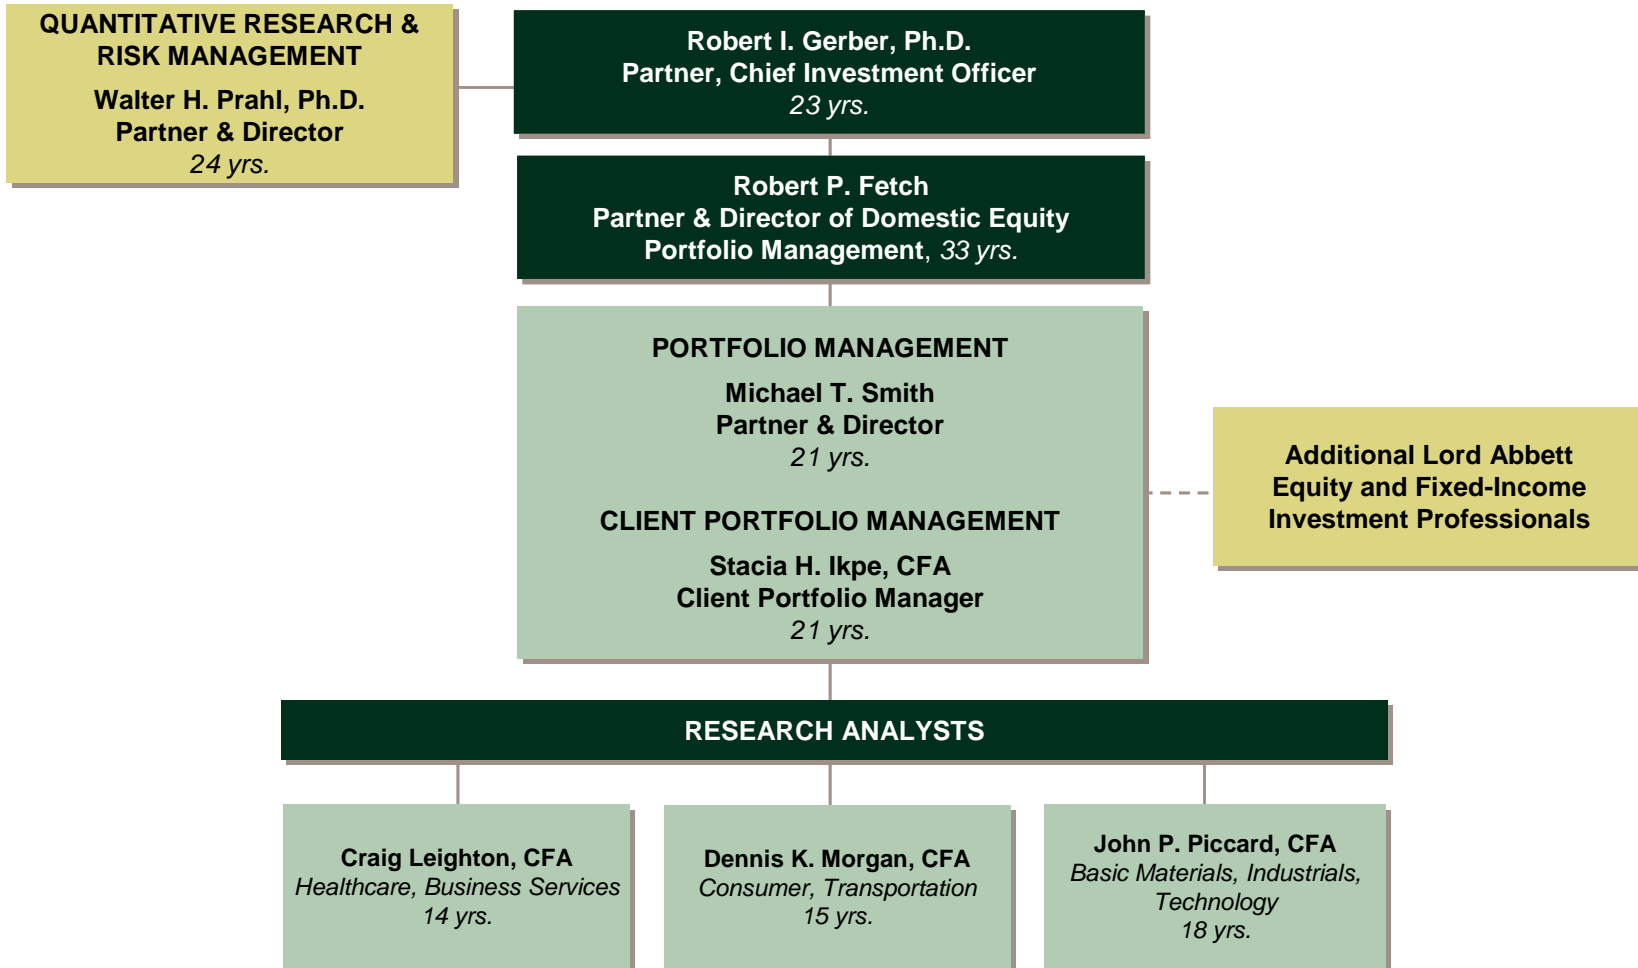 QUANTITATIVE RESEARCH &
RISK MANAGEMENT
Walter H. Prahl, Ph.D.
Partner & Director
24 yrs.
Robert I. Gerber, Ph.D.
Partner, Chief Investment Officer
23 yrs.
Robert P. Fetch
Partner & Director of Domestic Equity
Portfolio Management, 33 yrs.
PORTFOLIO MANAGEMENT
Michael T. Smith
Partner & Director
21 yrs.
CLIENT PORTFOLIO MANAGEMENT
Stacia H. Ikpe, CFA
Client Portfolio Manager
21 yrs.
Additional Lord Abbett
Equity and Fixed-Income
Investment Professionals
RESEARCH ANALYSTS
Craig Leighton, CFA
Healthcare, Business Services
14 yrs.
Dennis K. Morgan, CFA
Consumer, Transportation
15 yrs.
John P. Piccard, CFA
Basic Materials, Industrials,
Technology
18 yrs.